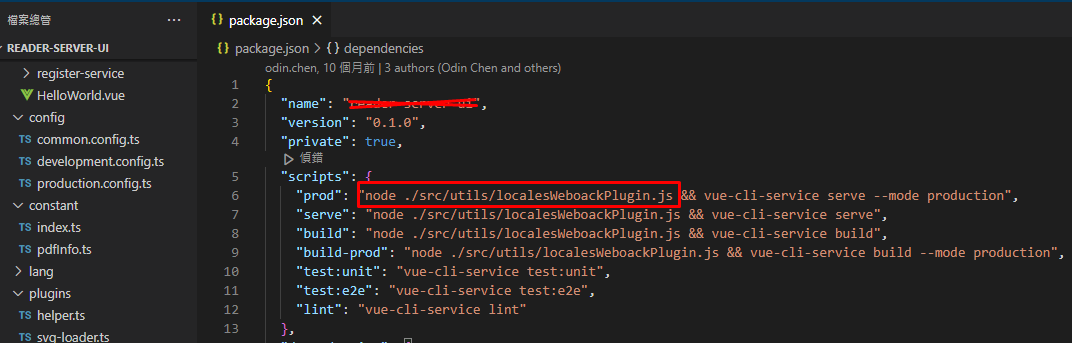 檔案總管 ···
READER-SERVER-UI
register-service
HelloWorld.vue
config
TS common.config.ts
TS development.config.ts
TS production.config.ts
constant
TS index.ts
TS pdfInfo.ts
lang
plugins
TS helper.ts
TS svg-loader.ts
{} package.json ×
{} package.json > {} dependencies
odin.chen, 10 個月前 | 3 authors (Odin Chen and others)
1 {
2 "name": "",
3 "version": "0.1.0",
4 "private": true,
偵錯
5 "scripts": {
6 "prod": "node ./src/utils/localesWeboackPlugin.js && vue-cli-service serve --mode production",
7 "serve": "node ./src/utils/localesWeboackPlugin.js && vue-cli-service serve",
8 "build": "node ./src/utils/localesWeboackPlugin.js && vue-cli-service build",
9 "build-prod": "node ./src/utils/localesWeboackPlugin.js && vue-cli-service build --mode production",
10 "test:unit": "vue-cli-service test:unit",
11 "test:e2e": "vue-cli-service test:e2e",
12 "lint": "vue-cli-service lint"
13 },